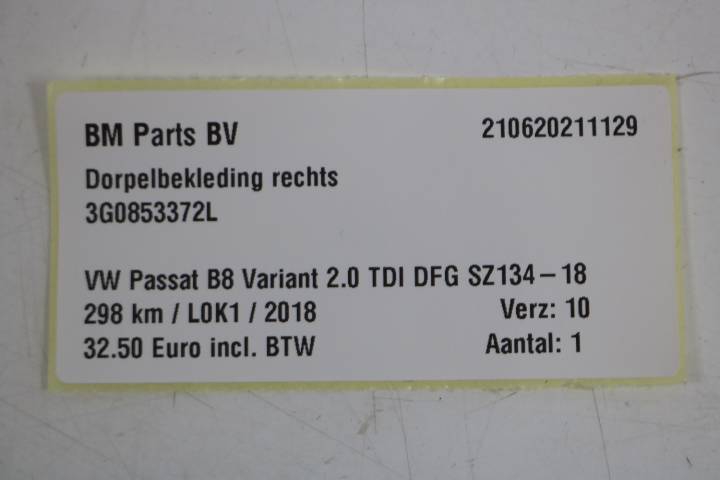 BM Parts BV 210620211129
Dorpelbekleding rechts
3G0853372L
VW Passat B8 Variant 2.0 TDI DFG SZ134-18
298 km / L0K1 / 2018 Verz: 10
32.50 Euro incl. BTW Aantal: 1